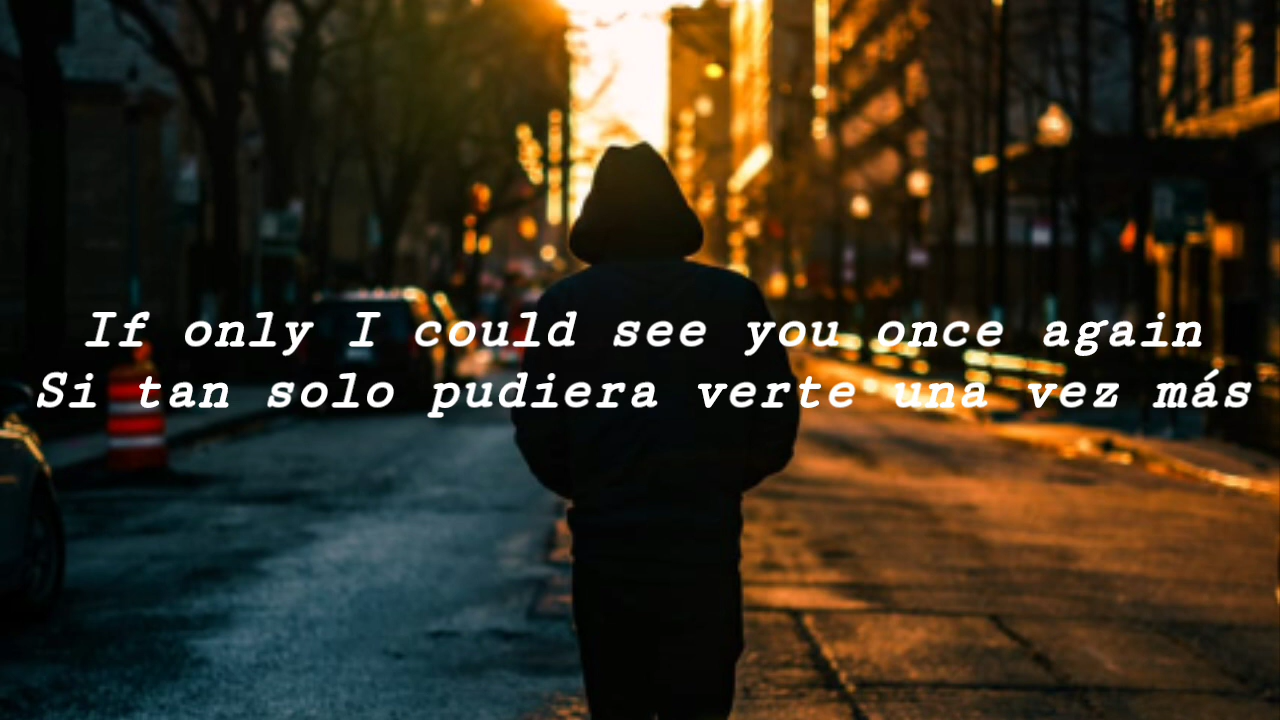 If only I could see you once again
Si tan solo pudiera verte una vez más